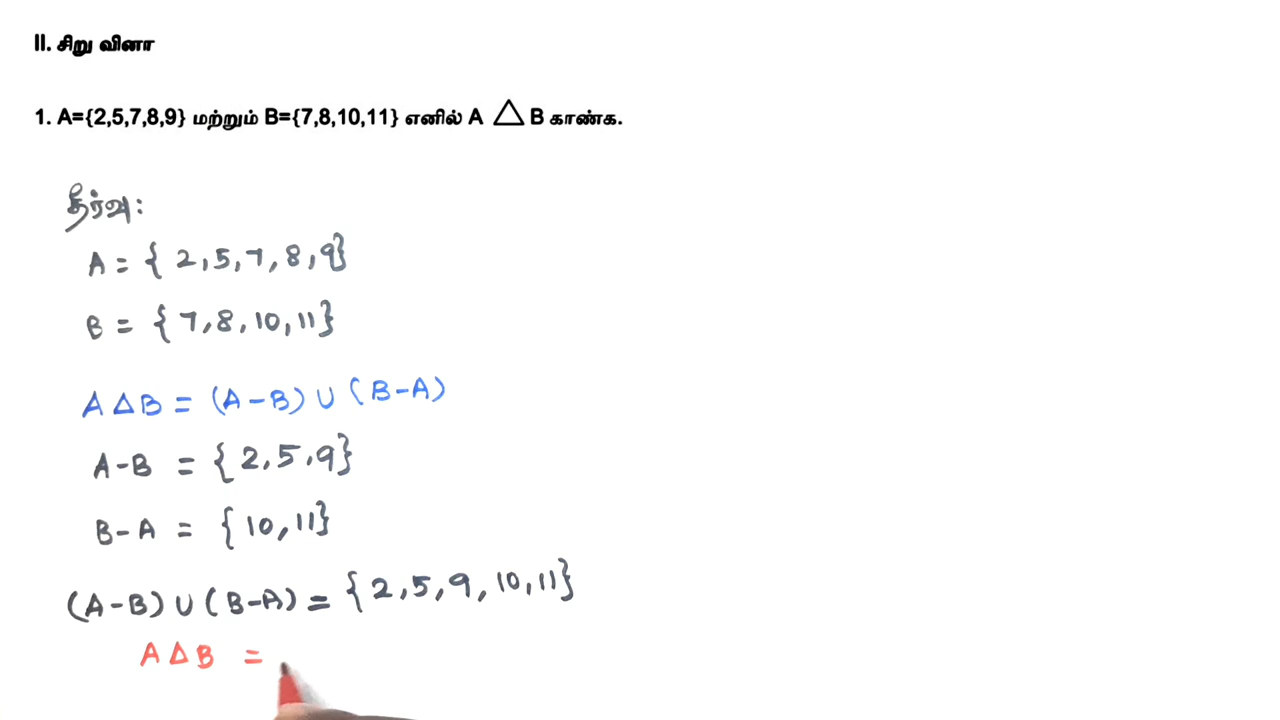 II. சிறு வினா
1. A={2,5,7,8,9} மற்றும் B={7,8,10,11} எனில் A △ B காண்க.
தீர்வு:
A = { 2,5,7,8,9}
B = {7,8,10,11}
A Δ B = (A-B) ∪ (B-A)
A-B = {2,5,9}
B-A = {10,11}
(A-B) ∪ (B-A) = {2,5,9,10,11}
A Δ B =